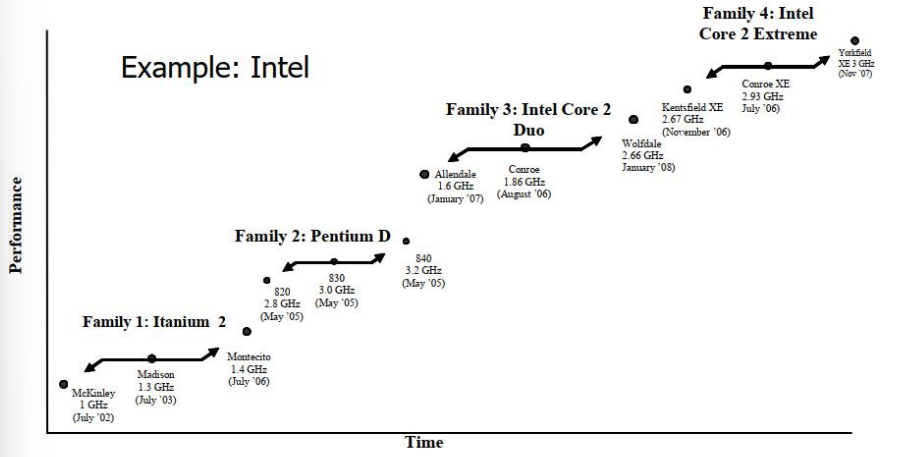 Family 4: Intel
Core 2 Extreme
Example: Intel
Yorkfield
XE 3 GHz
(Nov '07)
Conroe XE
2.93 GHz
July '06)
Family 3: Intel Core 2
Duo
Kentsfield XE
2.67 GHz
(November '06)
Wolfdale
2.66 GHz
January '08)
Allendale
1.6 GHz
(January '07)
Conroe
1.86 GHz
(August '06)
Performance
Family 2: Pentium D
840
3.2 GHz
(May '05)
830
3.0 GHz
(May '05)
820
2.8 GHz
(May '05)
Family 1: Itanium 2
Montecito
1.4 GHz
(July '06)
Madison
1.3 GHz
(July '03)
McKinley
1 GHz
(July '02)
Time